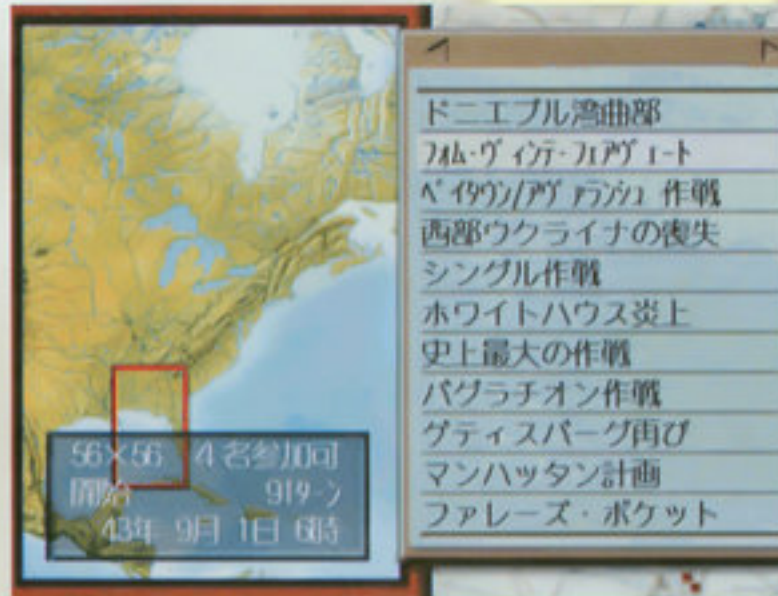 56×56 4名参加可
開始 91ターン
43年 9月 1日 6時
ドニエプル湾曲部
フォム・ヴィンテ・フェアヴェート
ベイタウン/アヴァランシュ 作戦
西部ウクライナの喪失
シングル作戦
ホワイトハウス炎上
史上最大の作戦
バグラチオン作戦
ゲティスバーグ再び
マンハッタン計画
ファレーズ・ポケット